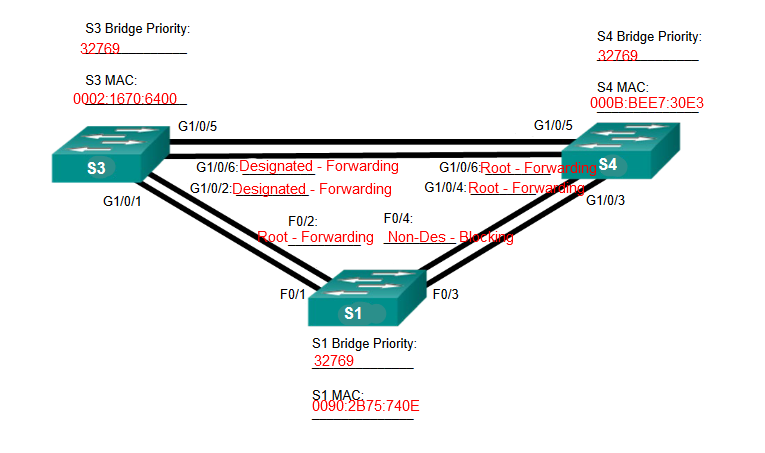 S3 Bridge Priority:
32769
S3 MAC:
0002:1670:6400
S4 Bridge Priority:
32769
S4 MAC:
000B:BEE7:30E3
G1/0/5
G1/0/5
S3
S4
G1/0/6: Designated - Forwarding
G1/0/6: Root - Forwarding
G1/0/2: Designated - Forwarding
G1/0/4: Root - Forwarding
G1/0/1
G1/0/3
F0/2:
Root - Forwarding
F0/4:
Non-Des - Blocking
F0/1
F0/3
S1
S1 Bridge Priority:
32769
S1 MAC:
0090:2B75:740E